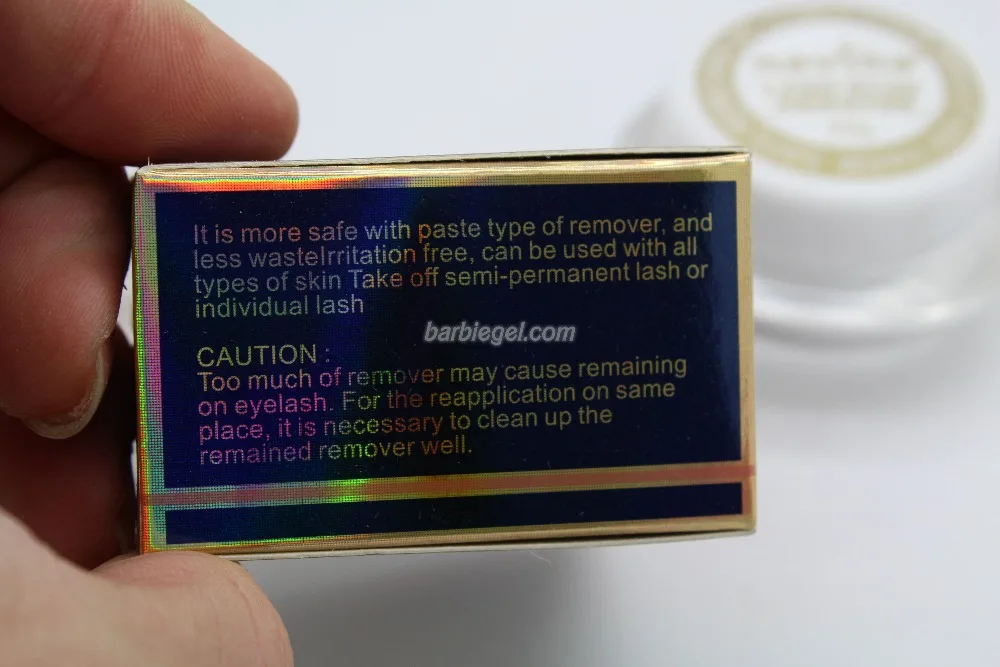 It is more safe with paste type of remover, and
less wasteIrritation free, can be used with all
types of skin Take off semi-permanent lash or
individual lash
barbiegel.com
CAUTION :
Too much of remover may cause remaining
on eyelash. For the reapplication on same
place, it is necessary to clean up the
remained remover well.